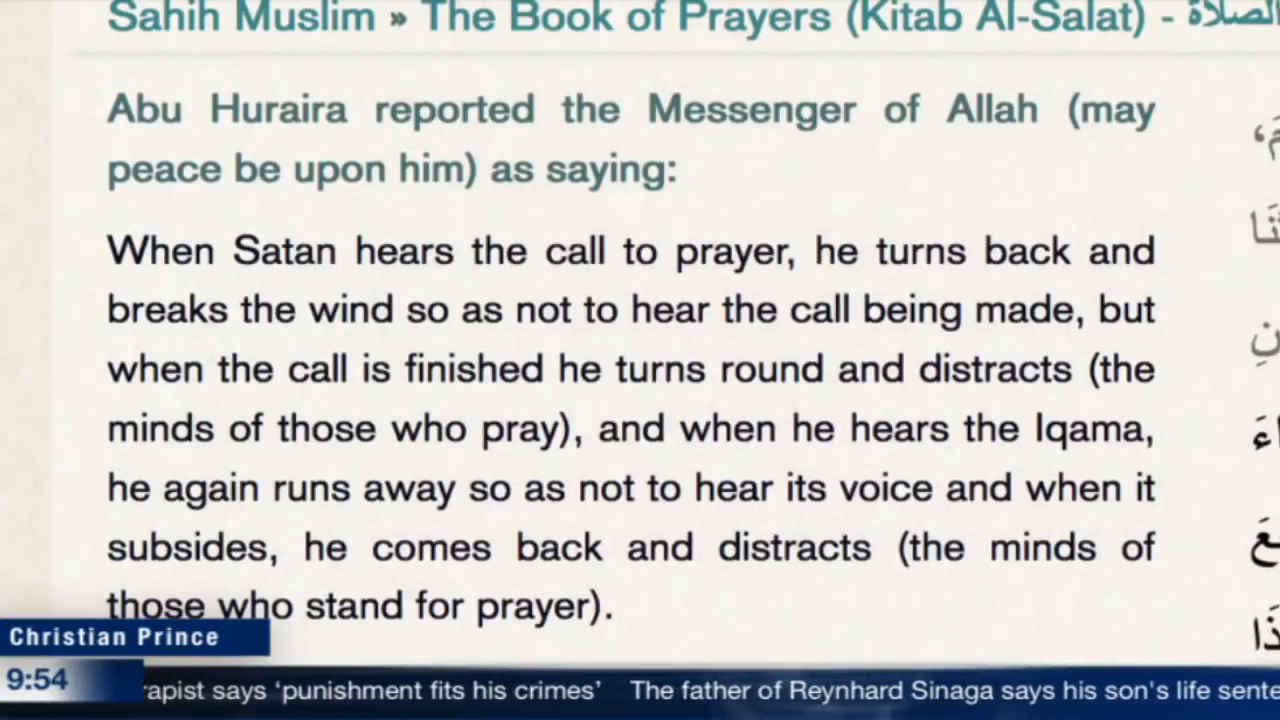 Sahih Muslim » The Book of Prayers (Kitab Al-Salat) - الصلاة
Abu Huraira reported the Messenger of Allah (may
peace be upon him) as saying:
When Satan hears the call to prayer, he turns back and
breaks the wind so as not to hear the call being made, but
when the call is finished he turns round and distracts (the
minds of those who pray), and when he hears the Iqama,
he again runs away so as not to hear its voice and when it
subsides, he comes back and distracts (the minds of
those who stand for prayer).
Christian Prince
9:54
rapist says ‘punishment fits his crimes’ The father of Reynhard Sinaga says his son's life sente